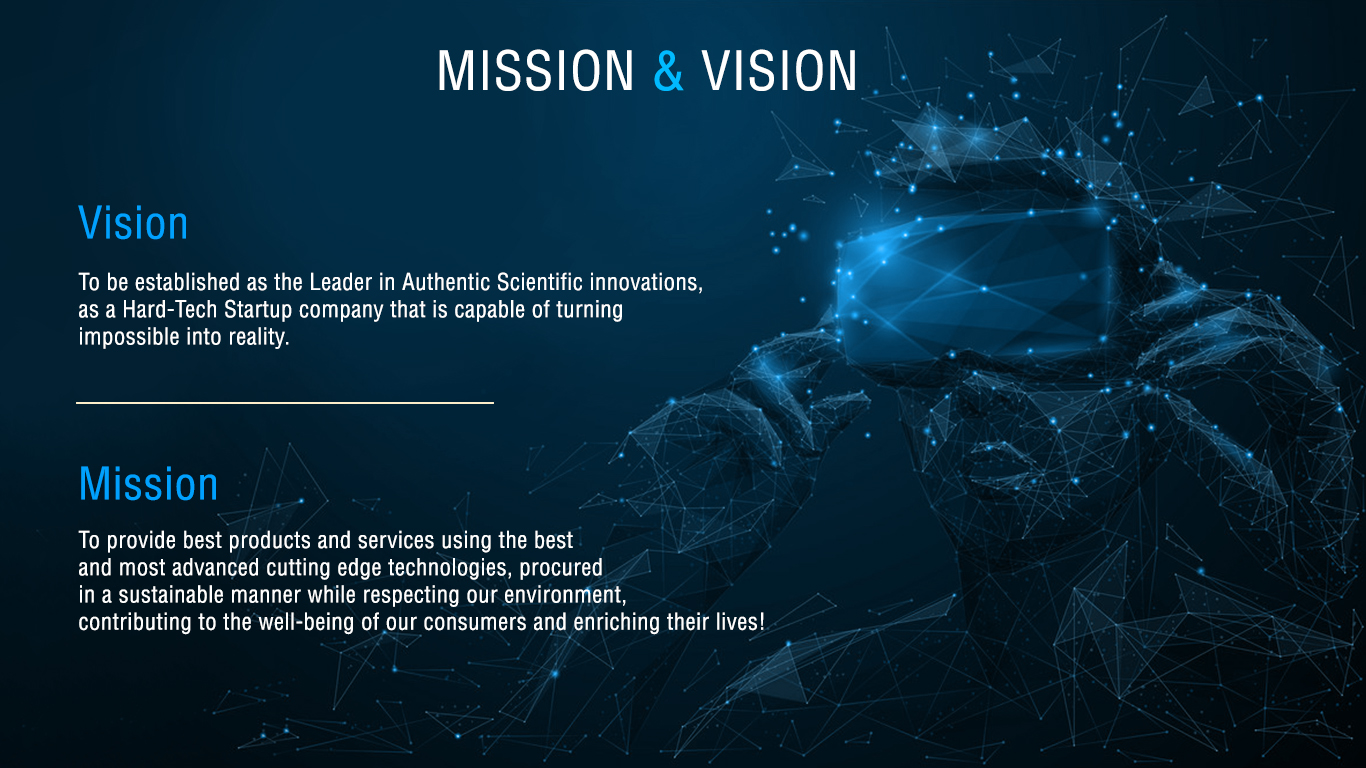 MISSION & VISION
Vision
To be established as the Leader in Authentic Scientific innovations,
as a Hard-Tech Startup company that is capable of turning
impossible into reality.
Mission
To provide best products and services using the best
and most advanced cutting edge technologies, procured
in a sustainable manner while respecting our environment,
contributing to the well-being of our consumers and enriching their lives!